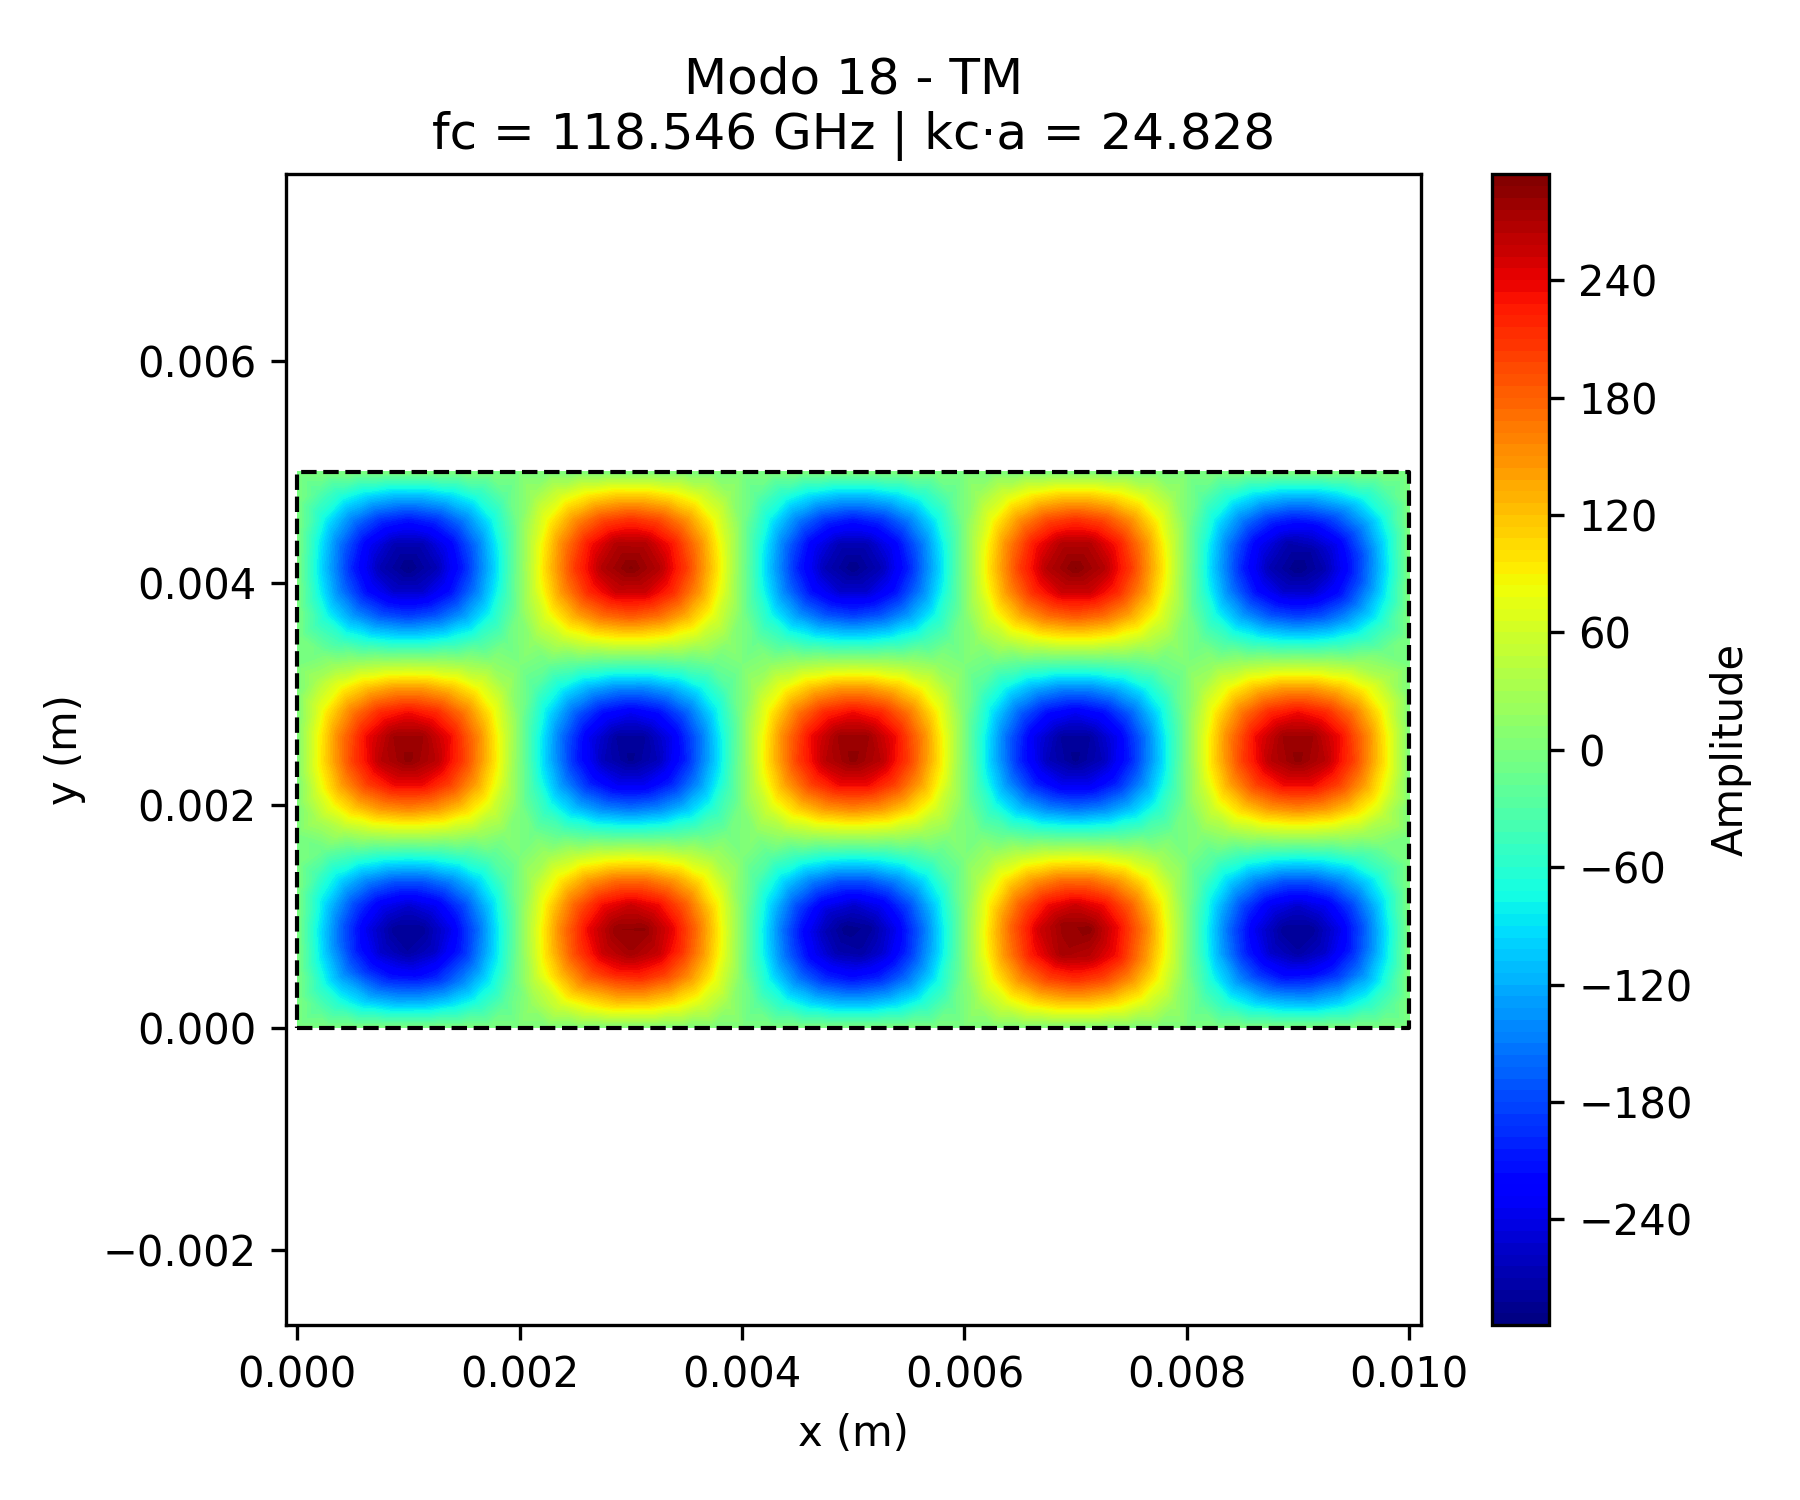 Modo 18 - TM
fc = 118.546 GHz | kc·a = 24.828
y (m)
0.006
0.004
0.002
0.000
−0.002
0.000 0.002 0.004 0.006 0.008 0.010
x (m)
240
180
120
60
0
−60
−120
−180
−240
Amplitude